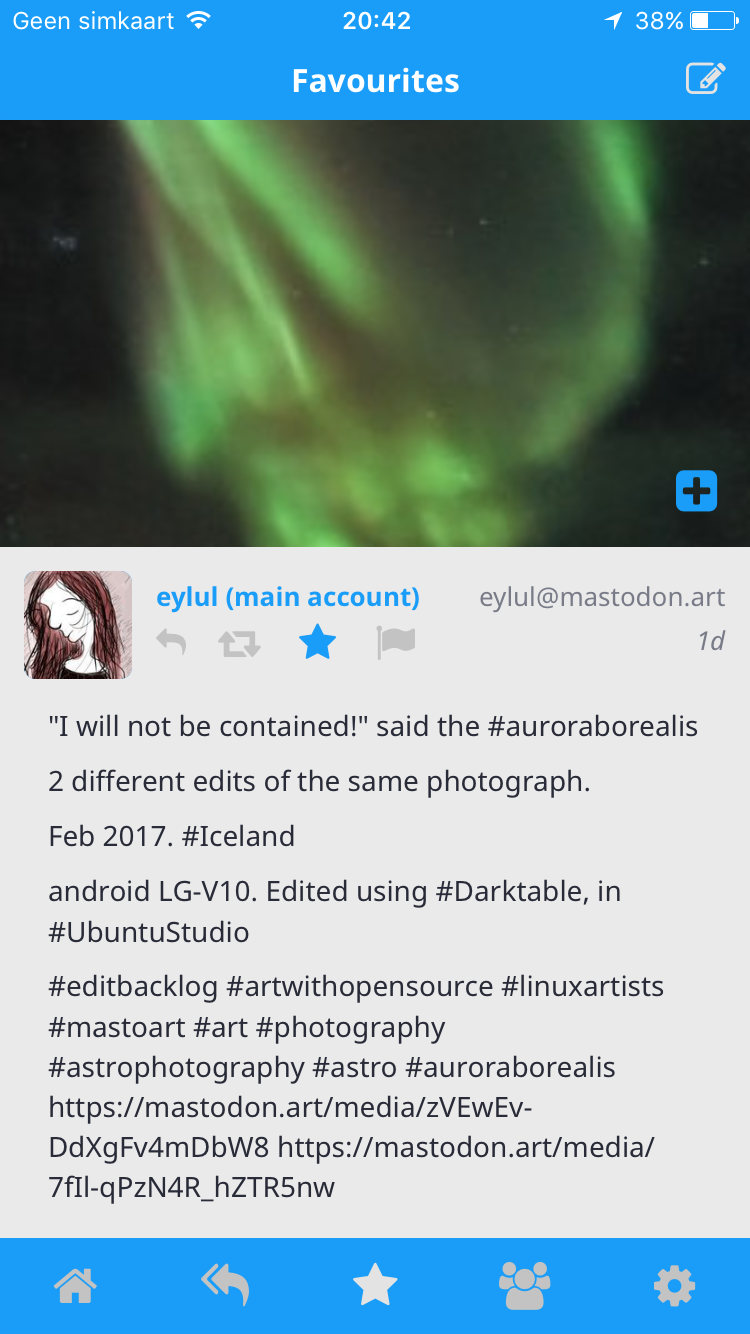 Geen simkaart 20:42 38%
Favourites
eylul (main account) eylul@mastodon.art
1d
"I will not be contained!" said the #auroraborealis
2 different edits of the same photograph.
Feb 2017. #Iceland
android LG-V10. Edited using #Darktable, in
#UbuntuStudio
#editbacklog #artwithopensource #linuxartists
#mastoart #art #photography
#astrophotography #astro #auroraborealis
https://mastodon.art/media/zVEwEv-
DdXgFv4mDbW8 https://mastodon.art/media/
7fIl-qPzN4R_hZTR5nw